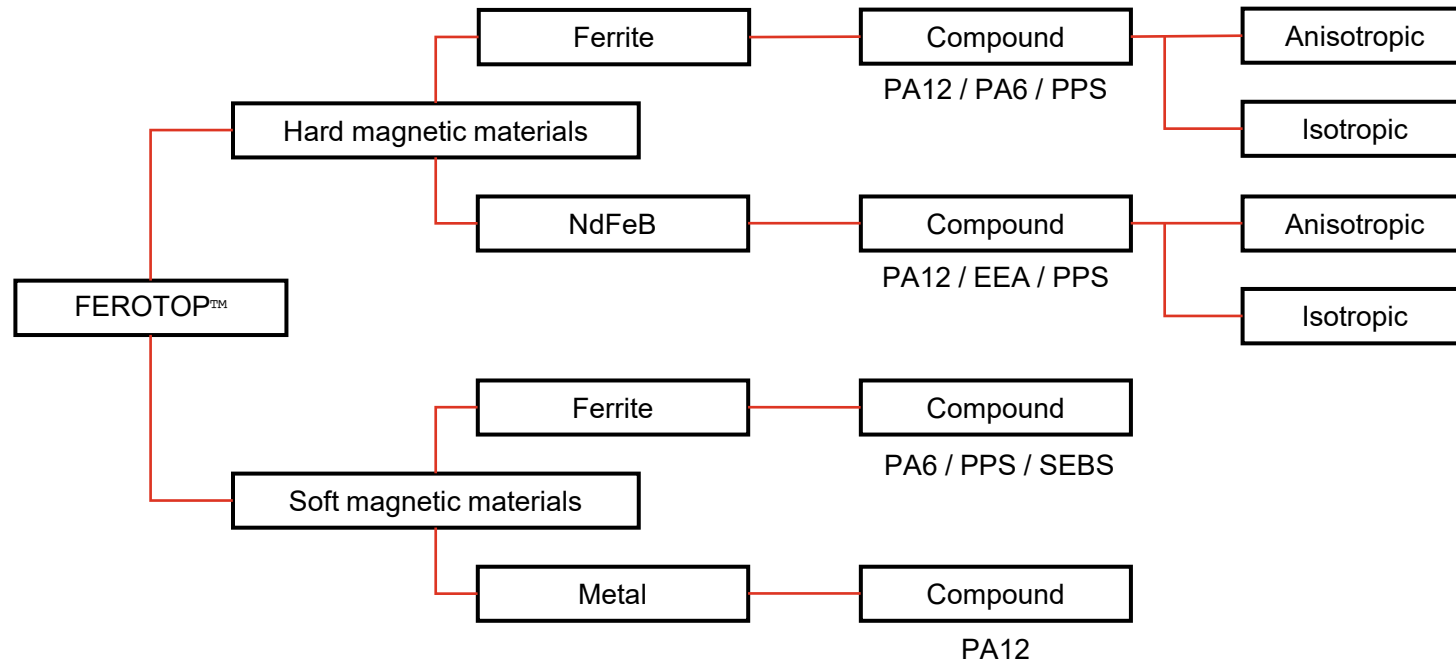 Ferrite
Compound
Anisotropic
PA12 / PA6 / PPS
Hard magnetic materials
Isotropic
NdFeB
Compound
Anisotropic
PA12 / EEA / PPS
FEROTOP™
Isotropic
Ferrite
Compound
PA6 / PPS / SEBS
Soft magnetic materials
Metal
Compound
PA12